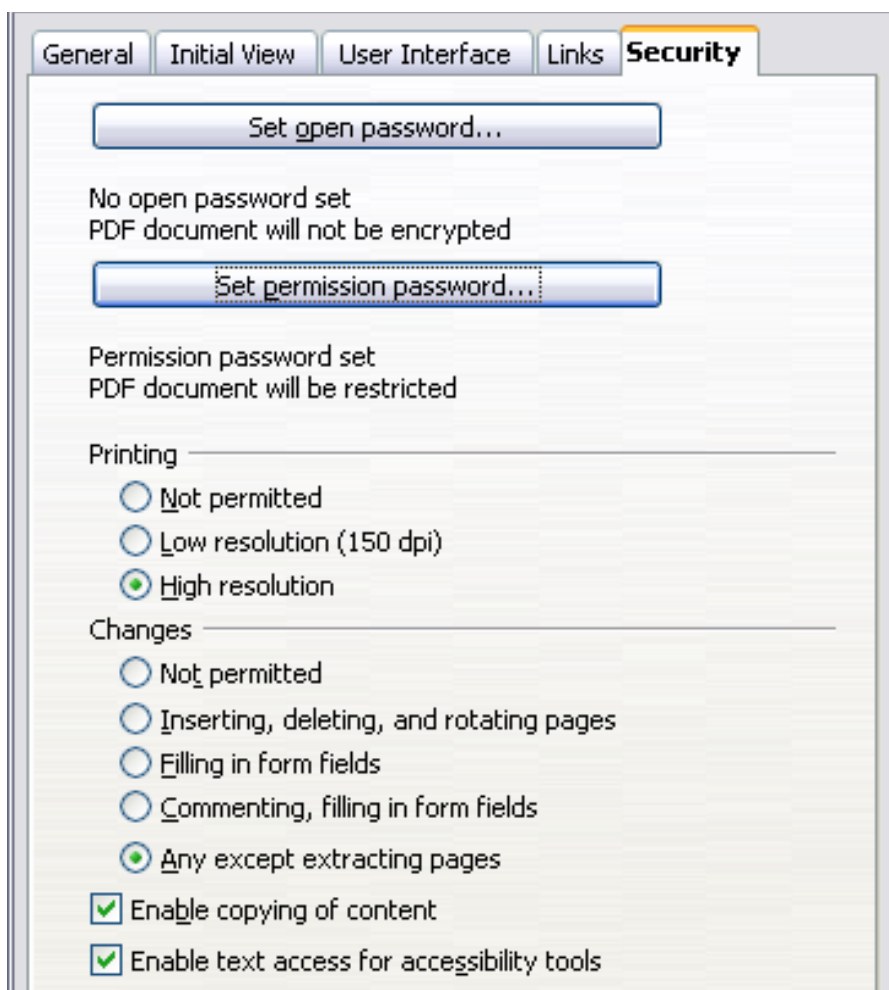 General Initial View User Interface Links Security
Set open password...
No open password set
PDF document will not be encrypted
Set permission password...
Permission password set
PDF document will be restricted
Printing
Not permitted
Low resolution (150 dpi)
High resolution
Changes
Not permitted
Inserting, deleting, and rotating pages
Filling in form fields
Commenting, filling in form fields
Any except extracting pages
Enable copying of content
Enable text access for accessibility tools